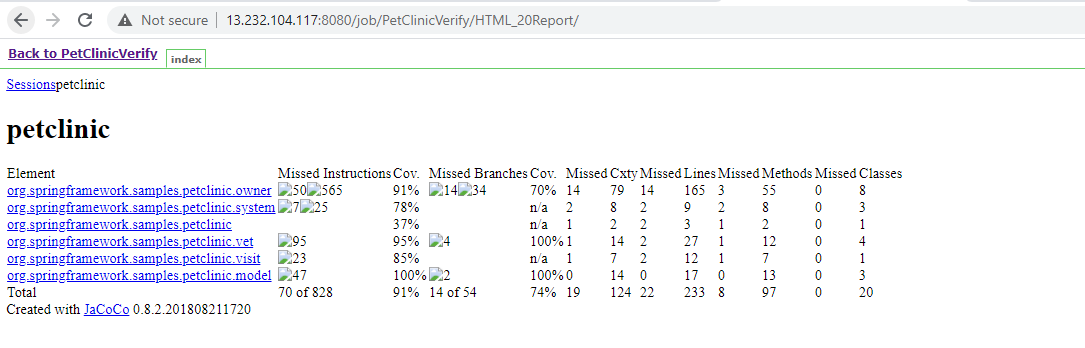 Not secure | 13.232.104.117:8080/job/PetClinicVerify/HTML_20Report/
Back to PetClinicVerify index
Sessionspetclinic
petclinic
Element Missed Instructions Cov. Missed Branches Cov. Missed Cxty Missed Lines Missed Methods Missed Classes
org.springframework.samples.petclinic.owner 50 565 91% 14 34 70% 14 79 14 165 3 55 0 8
org.springframework.samples.petclinic.system 7 25 78% n/a 2 8 2 9 2 8 0 3
org.springframework.samples.petclinic 37% n/a 1 2 2 3 1 2 0 1
org.springframework.samples.petclinic.vet 95 95% 4 100% 1 14 2 27 1 12 0 4
org.springframework.samples.petclinic.visit 23 85% n/a 1 7 2 12 1 7 0 1
org.springframework.samples.petclinic.model 47 100% 2 100% 0 14 0 17 0 13 0 3
Total 70 of 828 91% 14 of 54 74% 19 124 22 233 8 97 0 20
Created with JaCoCo 0.8.2.201808211720